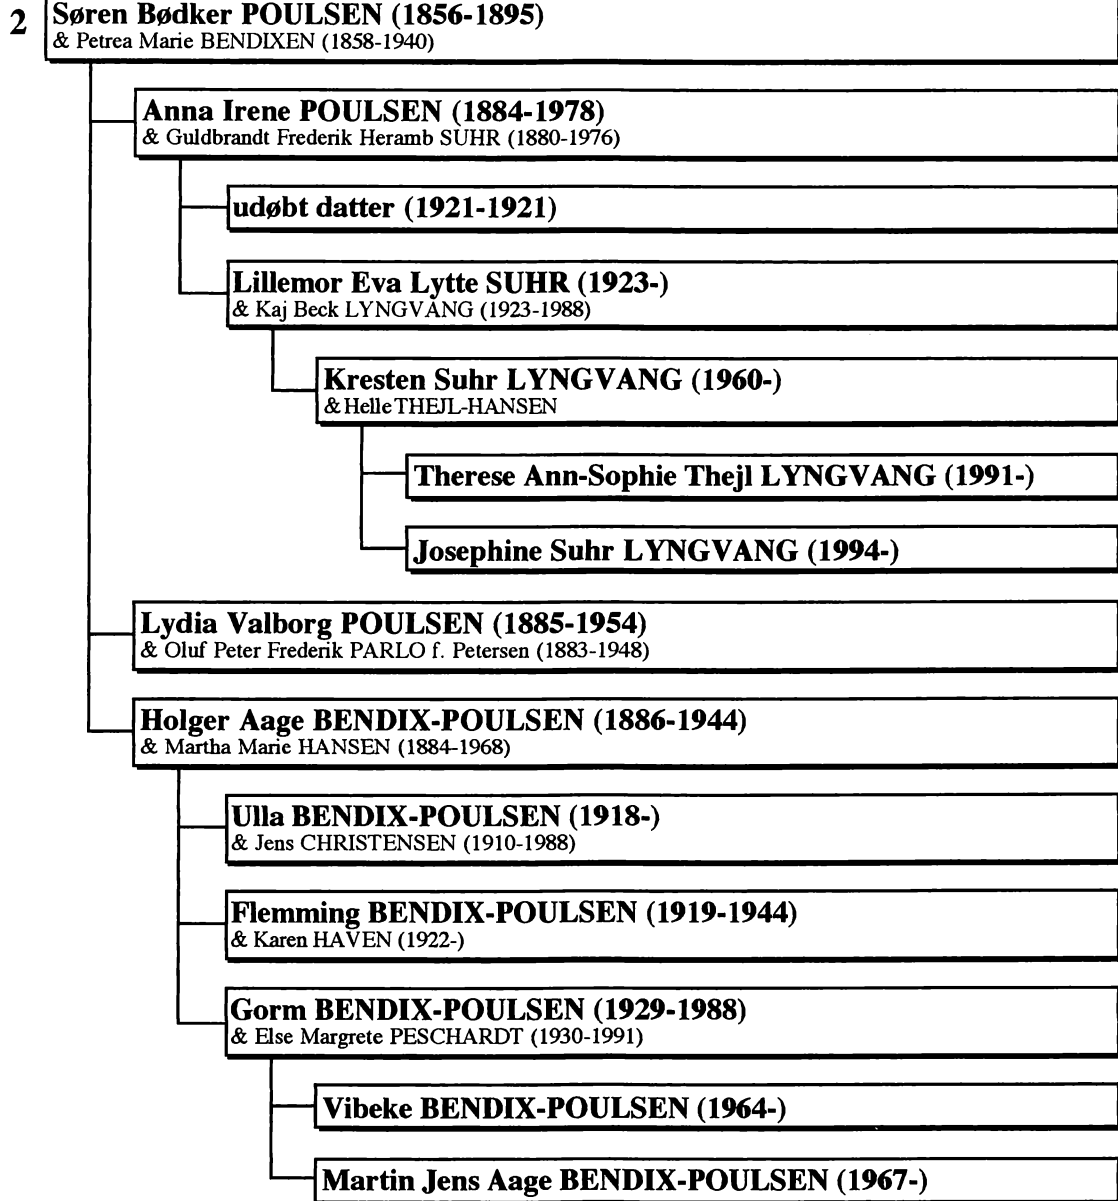 2
Søren Bødker POULSEN (1856-1895)
& Petrea Marie BENDIXEN (1858-1940)
Anna Irene POULSEN (1884-1978)
& Guldbrandt Frederik Heramb SUHR (1880-1976)
udøbt datter (1921-1921)
Lillemor Eva Lytte SUHR (1923-)
& Kaj Beck LYNGVANG (1923-1988)
Kresten Suhr LYNGVANG (1960-)
& Helle THEJL-HANSEN
Therese Ann-Sophie Thejl LYNGVANG (1991-)
Josephine Suhr LYNGVANG (1994-)
Lydia Valborg POULSEN (1885-1954)
& Oluf Peter Frederik PARLO f. Petersen (1883-1948)
Holger Aage BENDIX-POULSEN (1886-1944)
& Martha Marie HANSEN (1884-1968)
Ulla BENDIX-POULSEN (1918-)
& Jens CHRISTENSEN (1910-1988)
Flemming BENDIX-POULSEN (1919-1944)
& Karen HAVEN (1922-)
Gorm BENDIX-POULSEN (1929-1988)
& Else Margrete PESCHARDT (1930-1991)
Vibeke BENDIX-POULSEN (1964-)
Martin Jens Aage BENDIX-POULSEN (1967-)